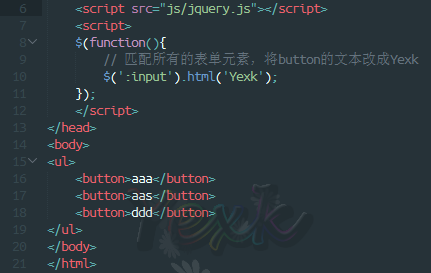 6 <script src="js/jquery.js"></script>
7 <script>
8 $(function(){
9 // 匹配所有的表单元素，将button的文本改成Yexk
10 $(':input').html('Yexk');
11 });
12 </script>
13 </head>
14 <body>
15 <ul>
16 <button>aaa</button>
17 <button>aas</button>
18 <button>ddd</button>
19 </ul>
20 </body>
21 </html>
Yexk